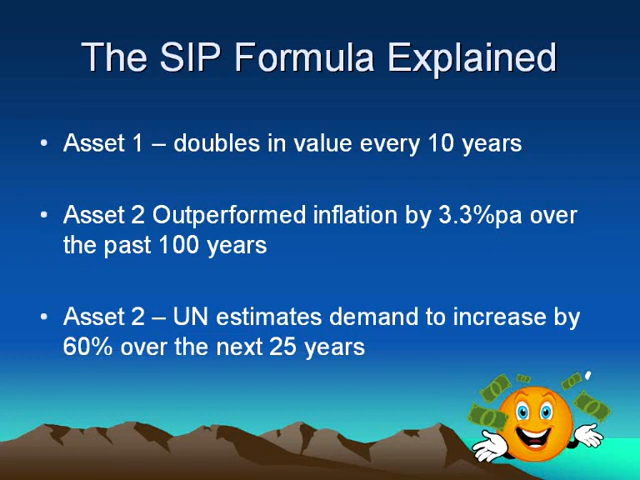 The SIP Formula Explained
• Asset 1 – doubles in value every 10 years
• Asset 2 Outperformed inflation by 3.3%pa over
the past 100 years
• Asset 2 – UN estimates demand to increase by
60% over the next 25 years